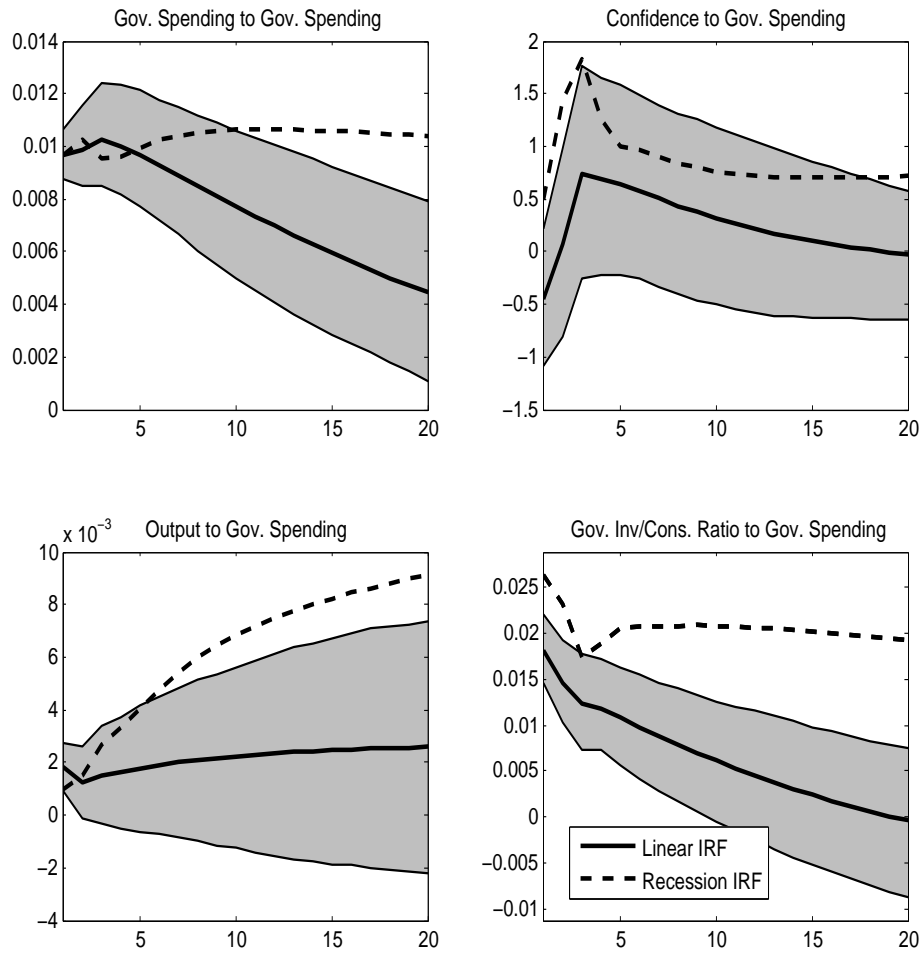 Gov. Spending to Gov. Spending
0.014
0.012
0.01
0.008
0.006
0.004
0.002
0
5 10 15 20
Confidence to Gov. Spending
2
1.5
1
0.5
0
−0.5
−1
−1.5
5 10 15 20
x 10−3
Output to Gov. Spending
10
8
6
4
2
0
−2
−4
5 10 15 20
Gov. Inv/Cons. Ratio to Gov. Spending
0.025
0.02
0.015
0.01
0.005
0
−0.005
−0.01
Linear IRF
Recession IRF
5 10 15 20